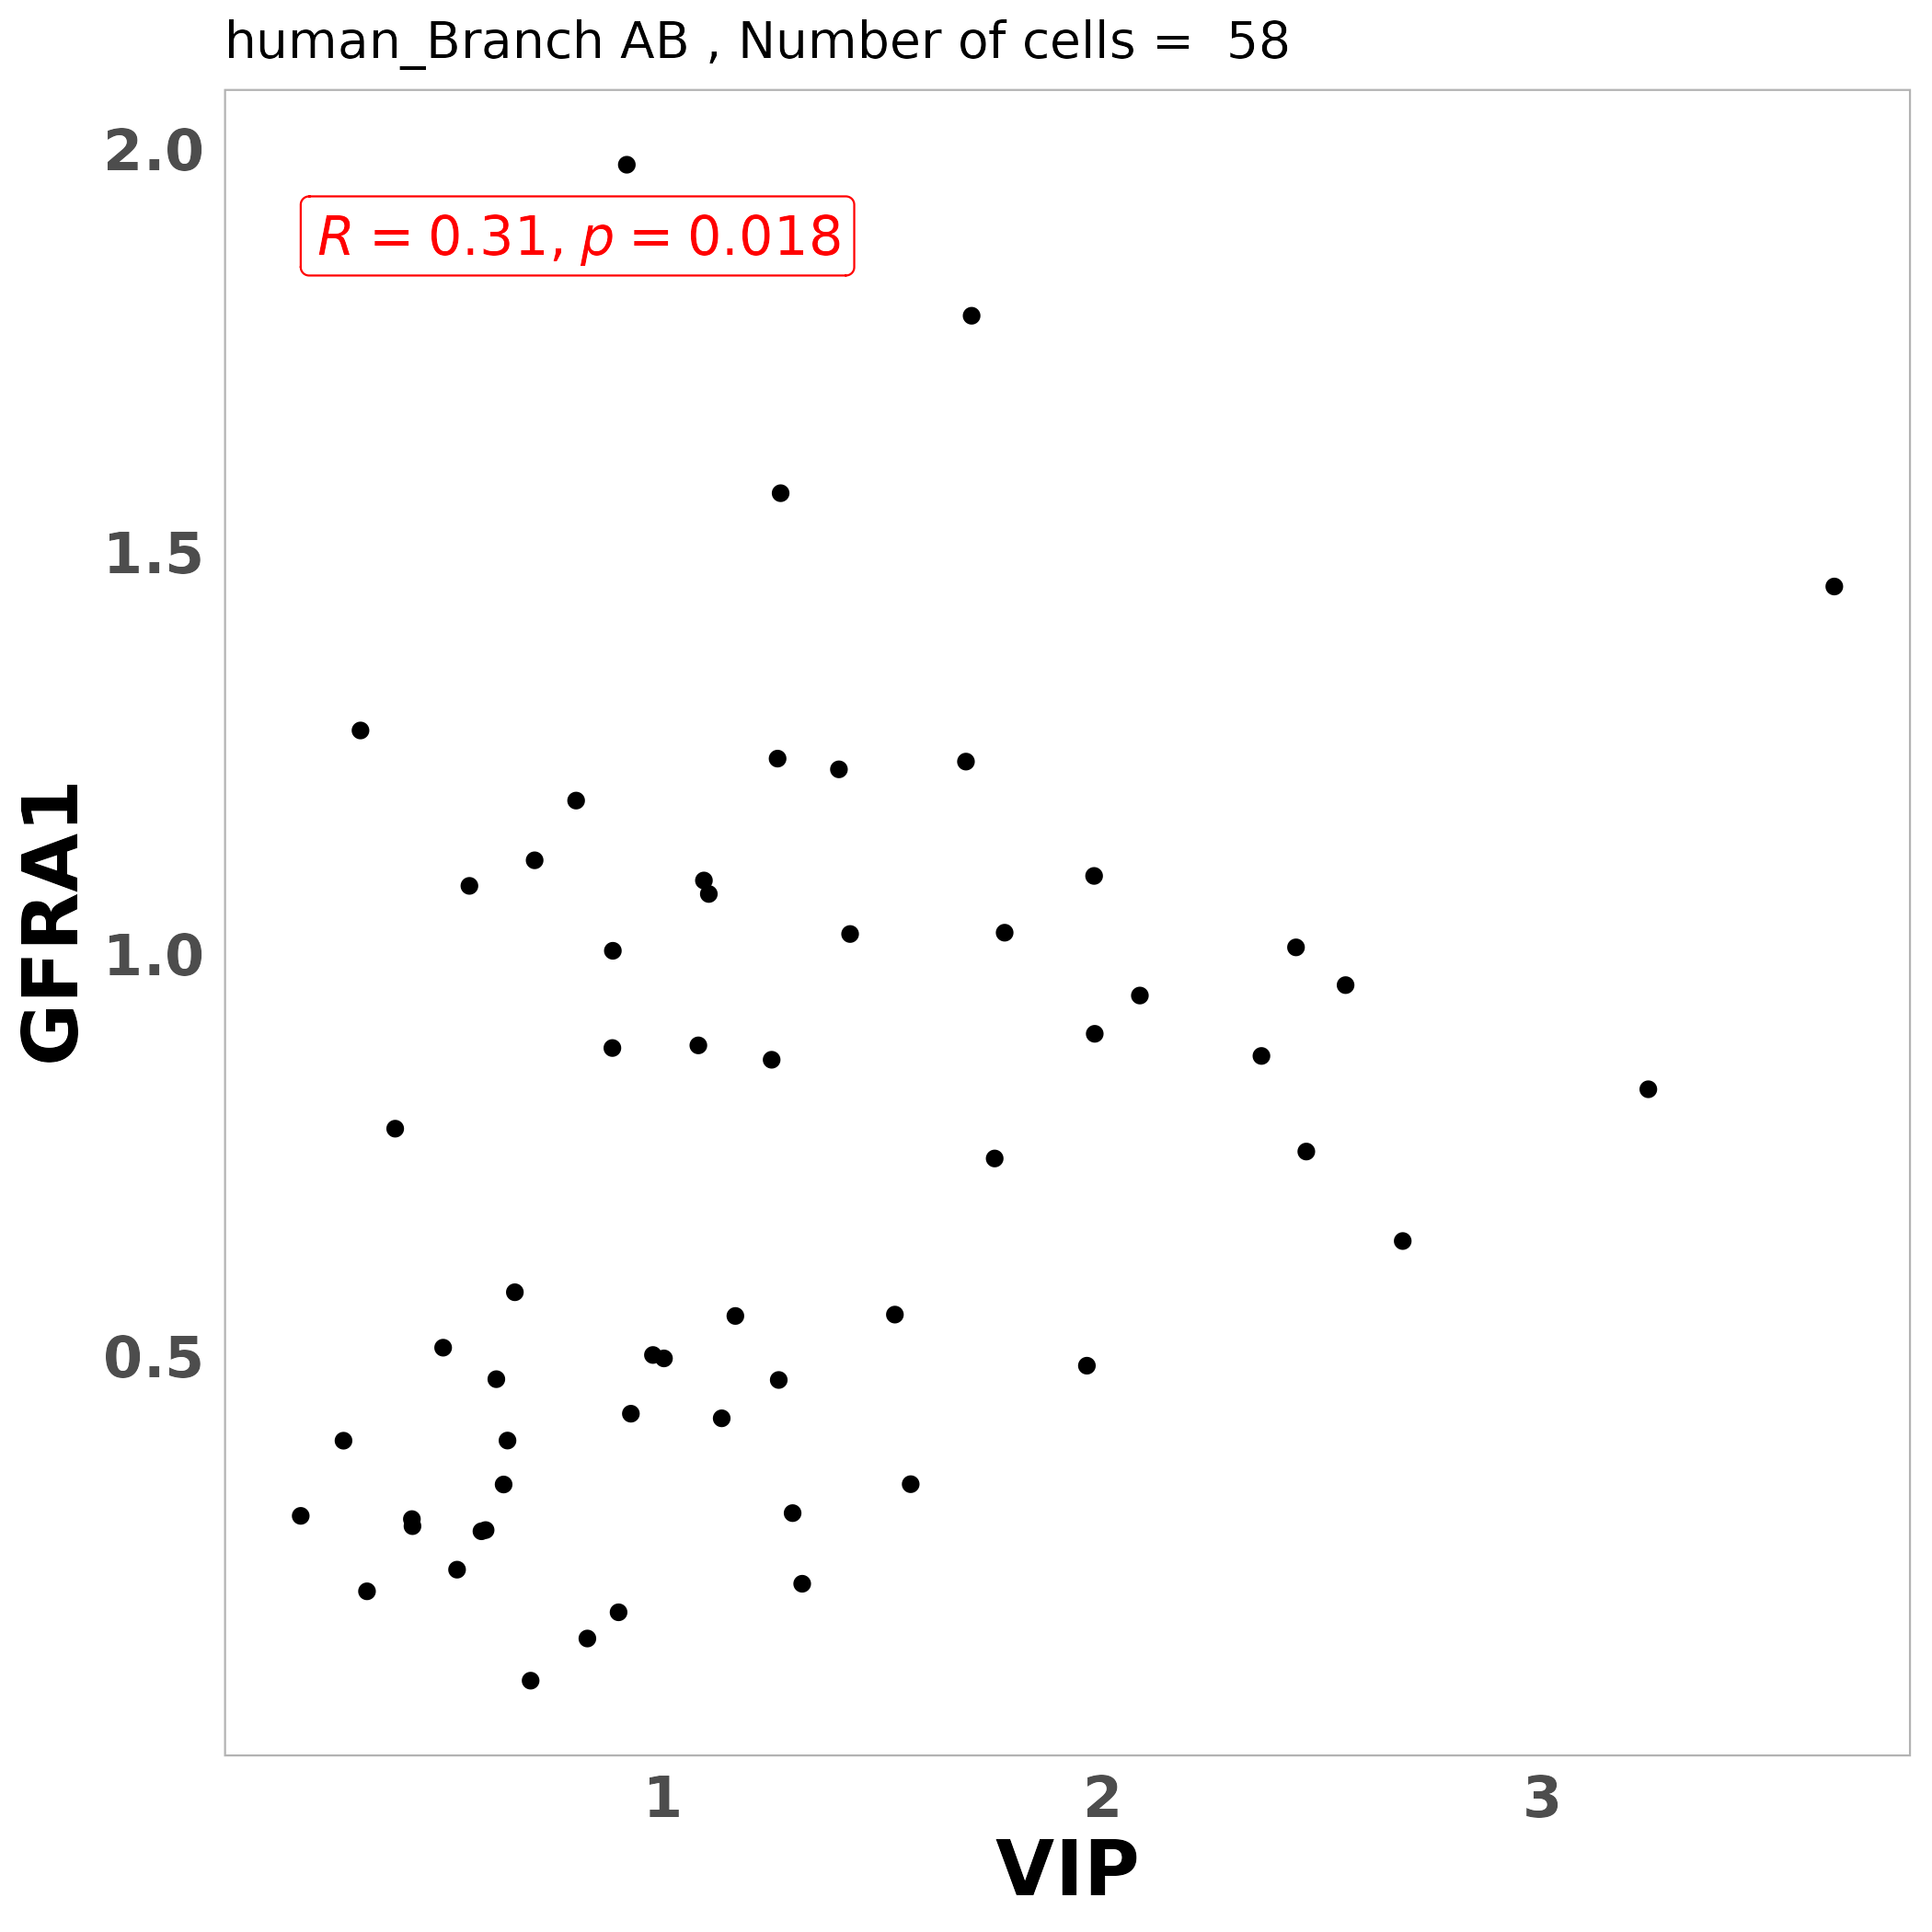 human_Branch AB , Number of cells =  58
R = 0.31, p = 0.018
2.0
1.5
1.0
0.5
GFRA1
1 2 3
VIP